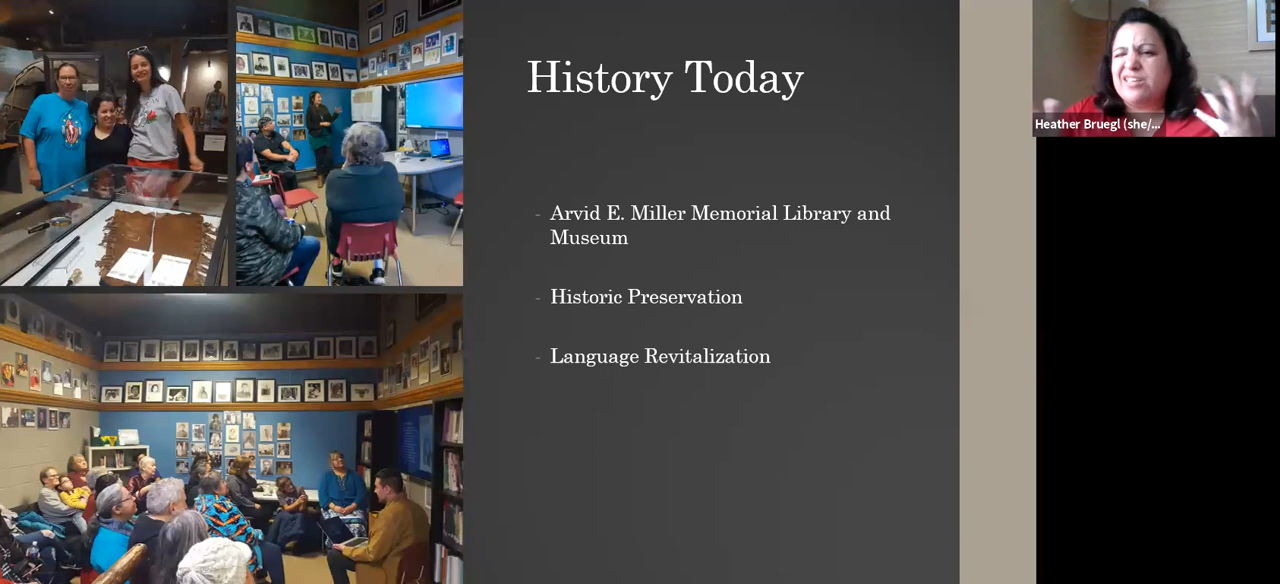 History Today
- Arvid E. Miller Memorial Library and
Museum
- Historic Preservation
- Language Revitalization
Heather Bruegl (she/...